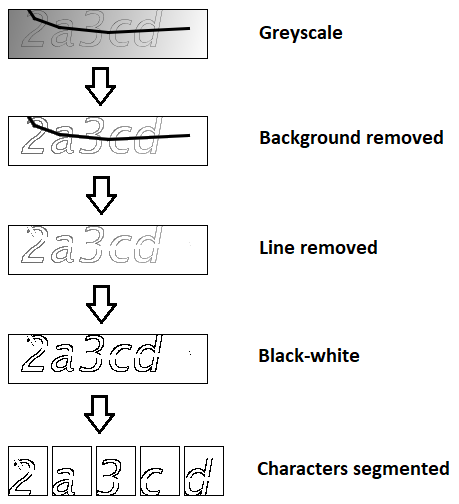 2a3cd
Greyscale
2a3cd
Background removed
2a3cd
Line removed
2a3cd
Black-white
2 a 3 c d
Characters segmented